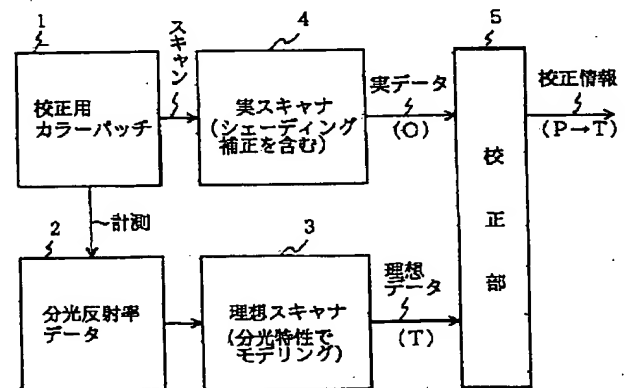 1
校正用
カラーパッチ
スキャン
4
実スキャナ
(シェーディング
補正を含む)
実データ
(O)
5
校正部
校正情報
(P→T)
計測
2
分光反射率
データ
3
理想スキャナ
(分光特性で
モデリング)
理想
データ
(T)